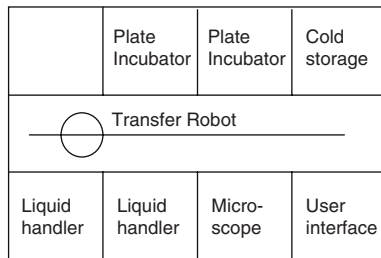 Plate
Incubator
Plate
Incubator
Cold
storage
Transfer Robot
Liquid
handler
Liquid
handler
Micro-
scope
User
interface